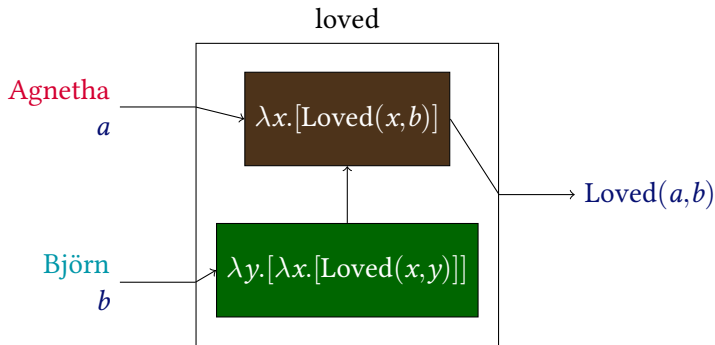 loved
Agnetha
a
λx.[Loved(x,b)]
Loved(a,b)
Björn
b
λy.[λx.[Loved(x,y)]]